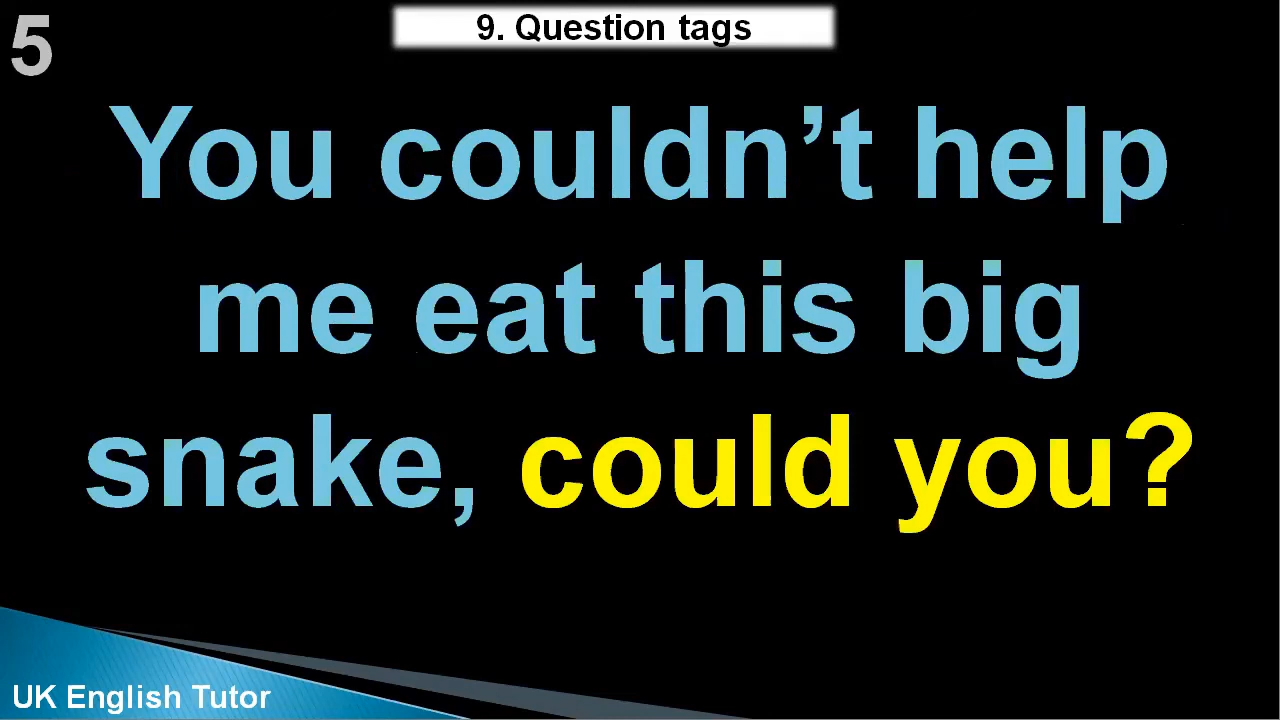 5
9. Question tags
You couldn’t help
me eat this big
snake, could you?
UK English Tutor